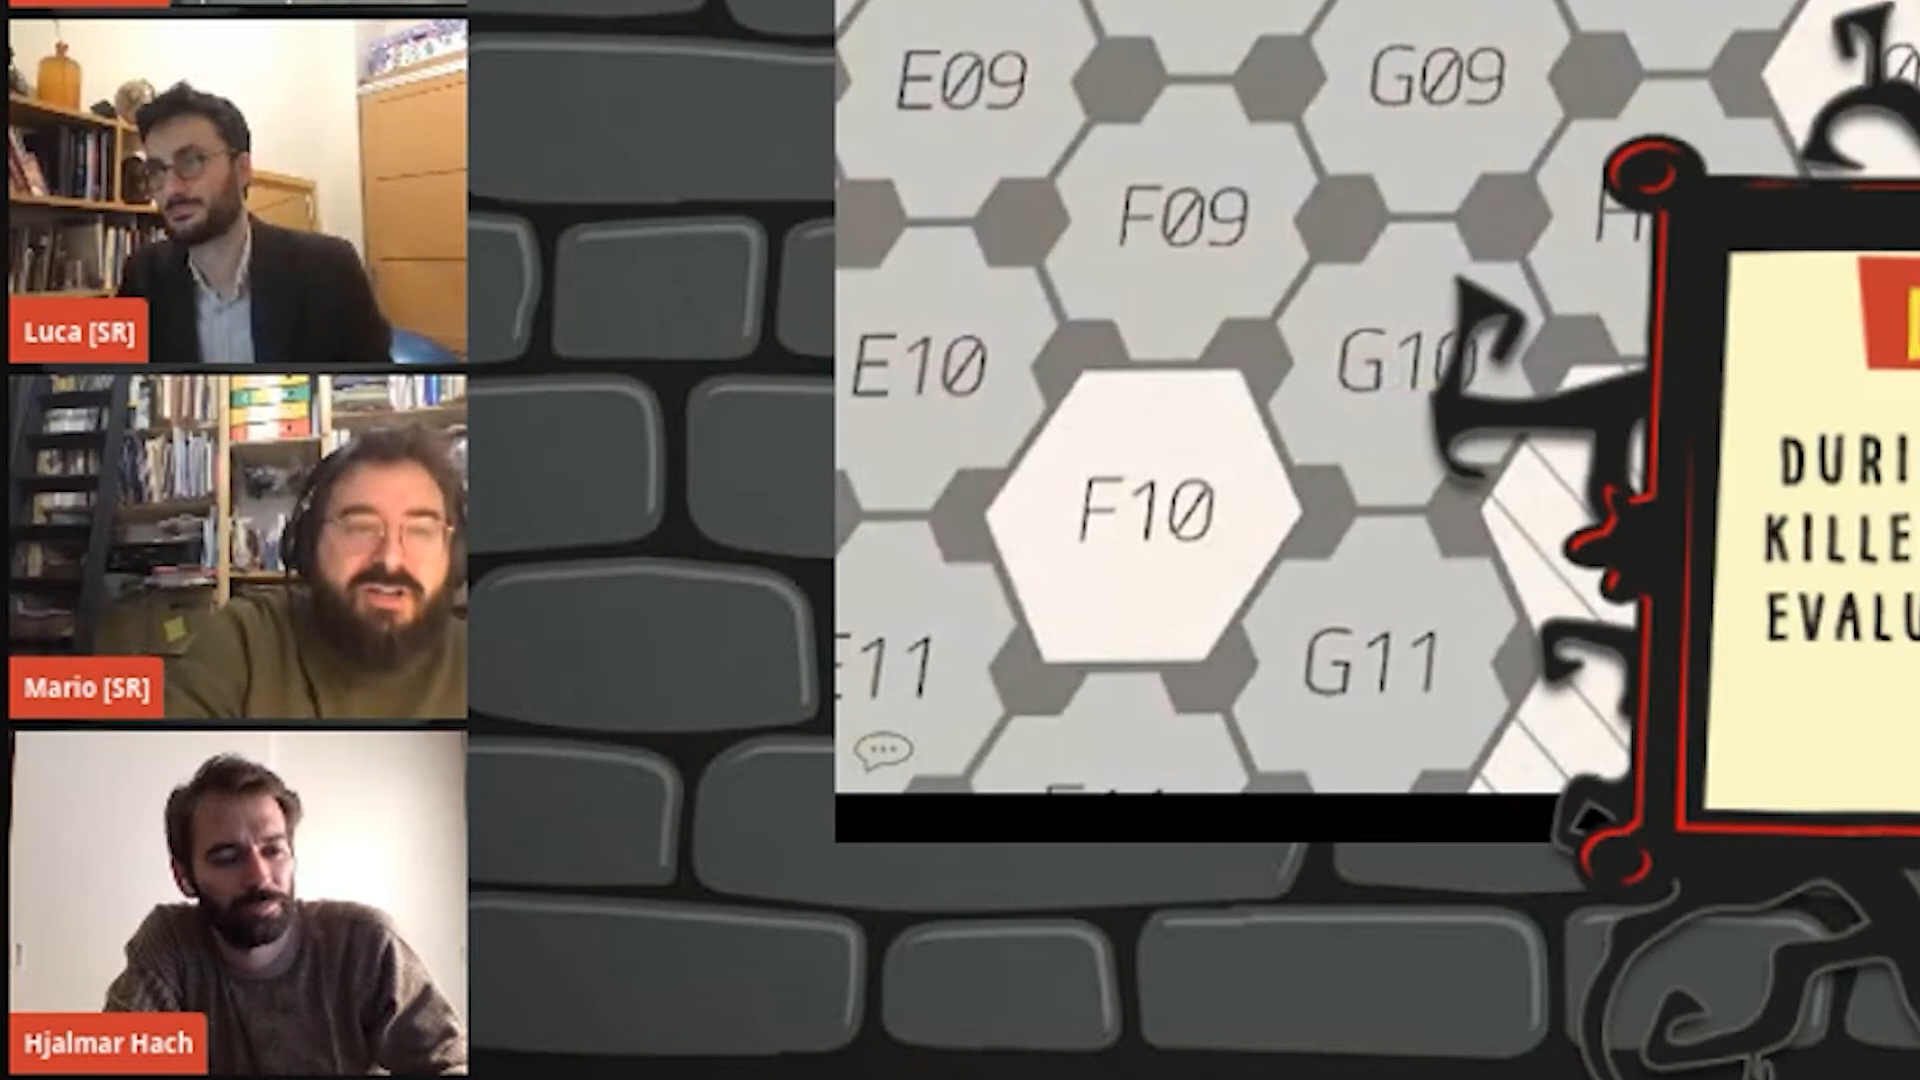 Luca [SR]
Mario [SR]
Hjalmar Hach
E09
G09
F09
E10
G10
F10
E11
G11
DURI
KILLE
EVALU